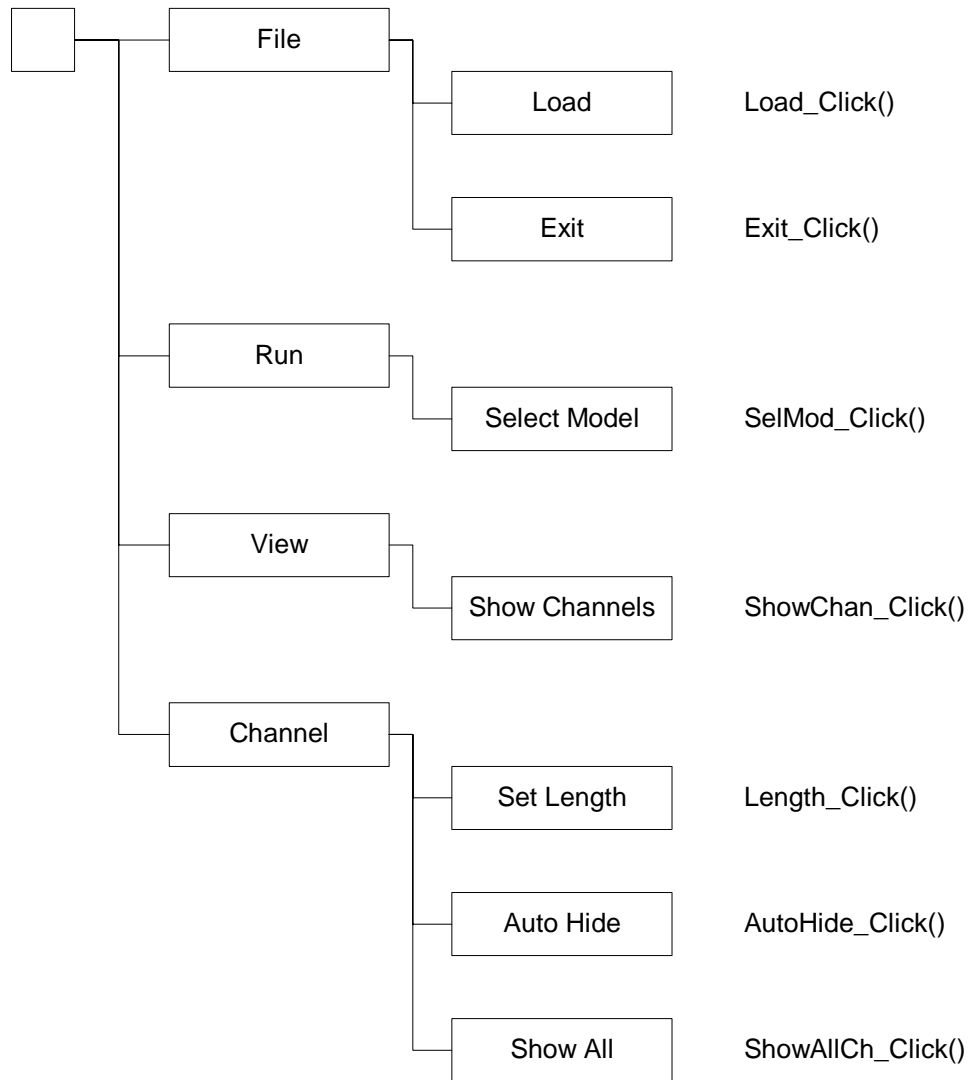 File
Load Load_Click()
Exit Exit_Click()
Run
Select Model SelMod_Click()
View
Show Channels ShowChan_Click()
Channel
Set Length Length_Click()
Auto Hide AutoHide_Click()
Show All ShowAllCh_Click()